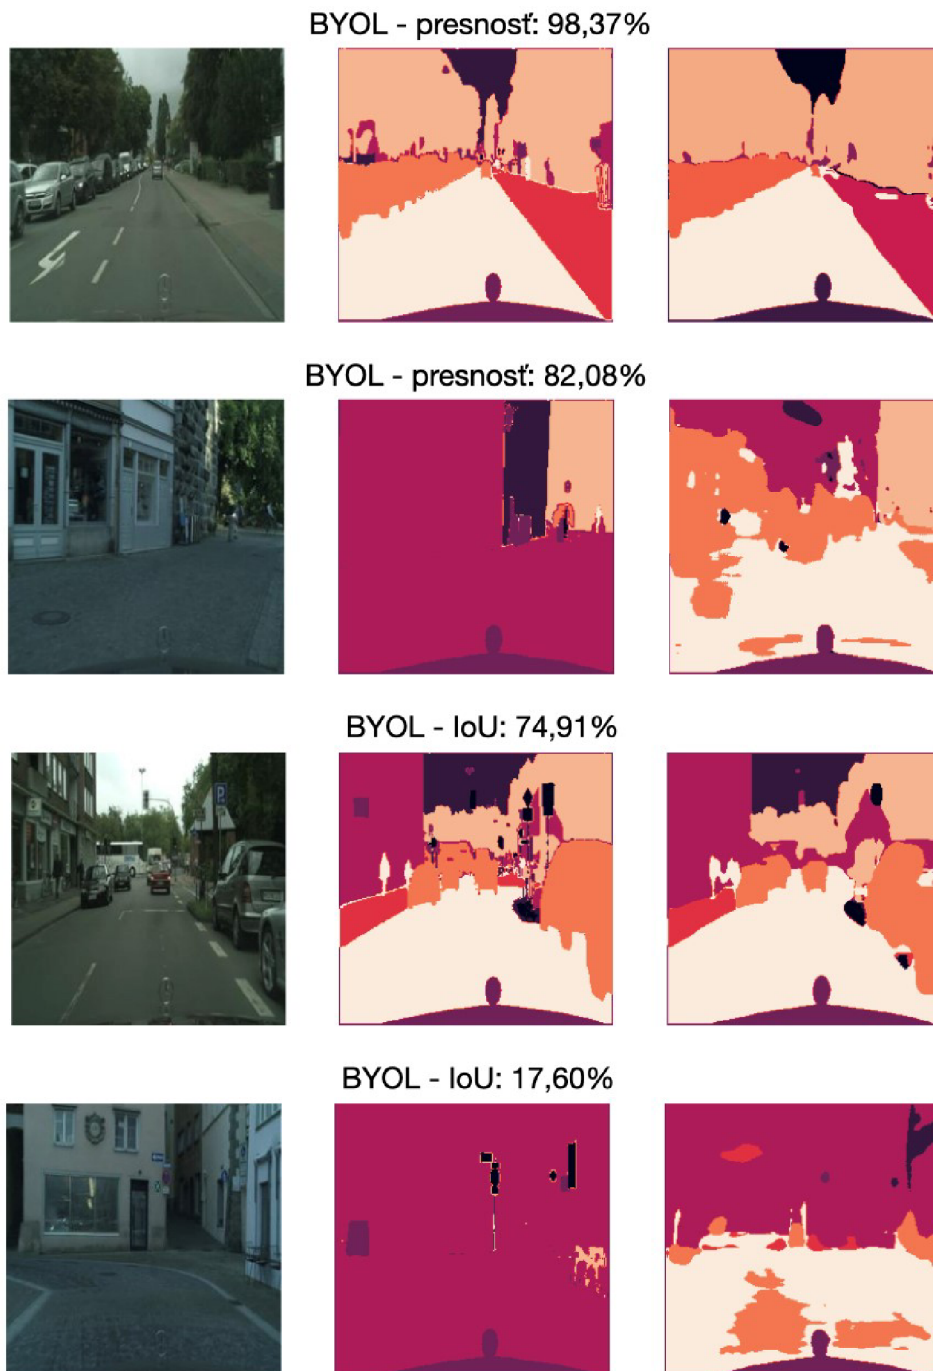 BYOL - presnosť: 98,37%
BYOL - presnosť: 82,08%
BYOL - IoU: 74,91%
BYOL - IoU: 17,60%